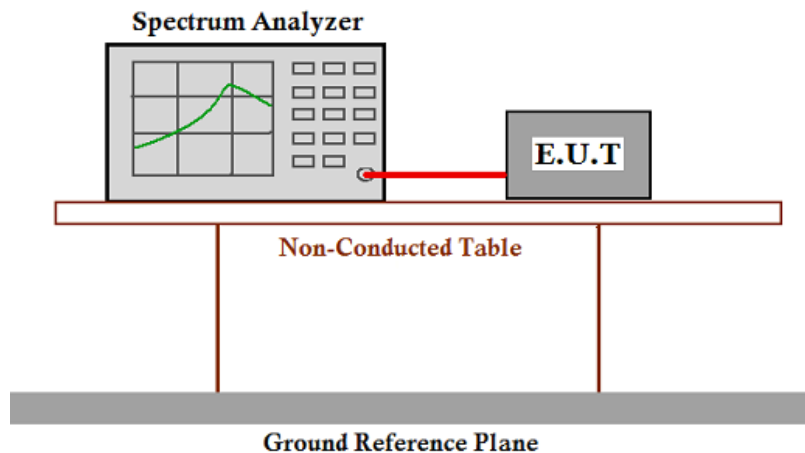 Spectrum Analyzer
E.U.T
Non-Conducted Table
Ground Reference Plane